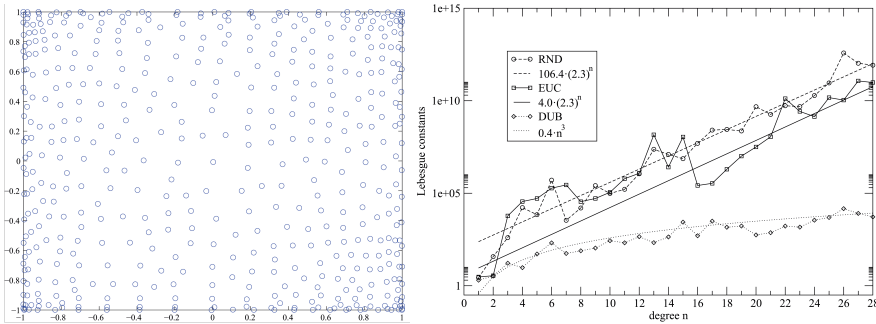 1
0.8
0.6
0.4
0.2
0
−0.2
−0.4
−0.6
−0.8
−1
−1 −0.8 −0.6 −0.4 −0.2 0 0.2 0.4 0.6 0.8 1
1e+15
1e+10
1e+05
1
Lebesgue constants
RND
106.4·(2.3)ⁿ
EUC
4.0·(2.3)ⁿ
DUB
0.4·n³
0 2 4 6 8 10 12 14 16 18 20 22 24 26 28
degree n